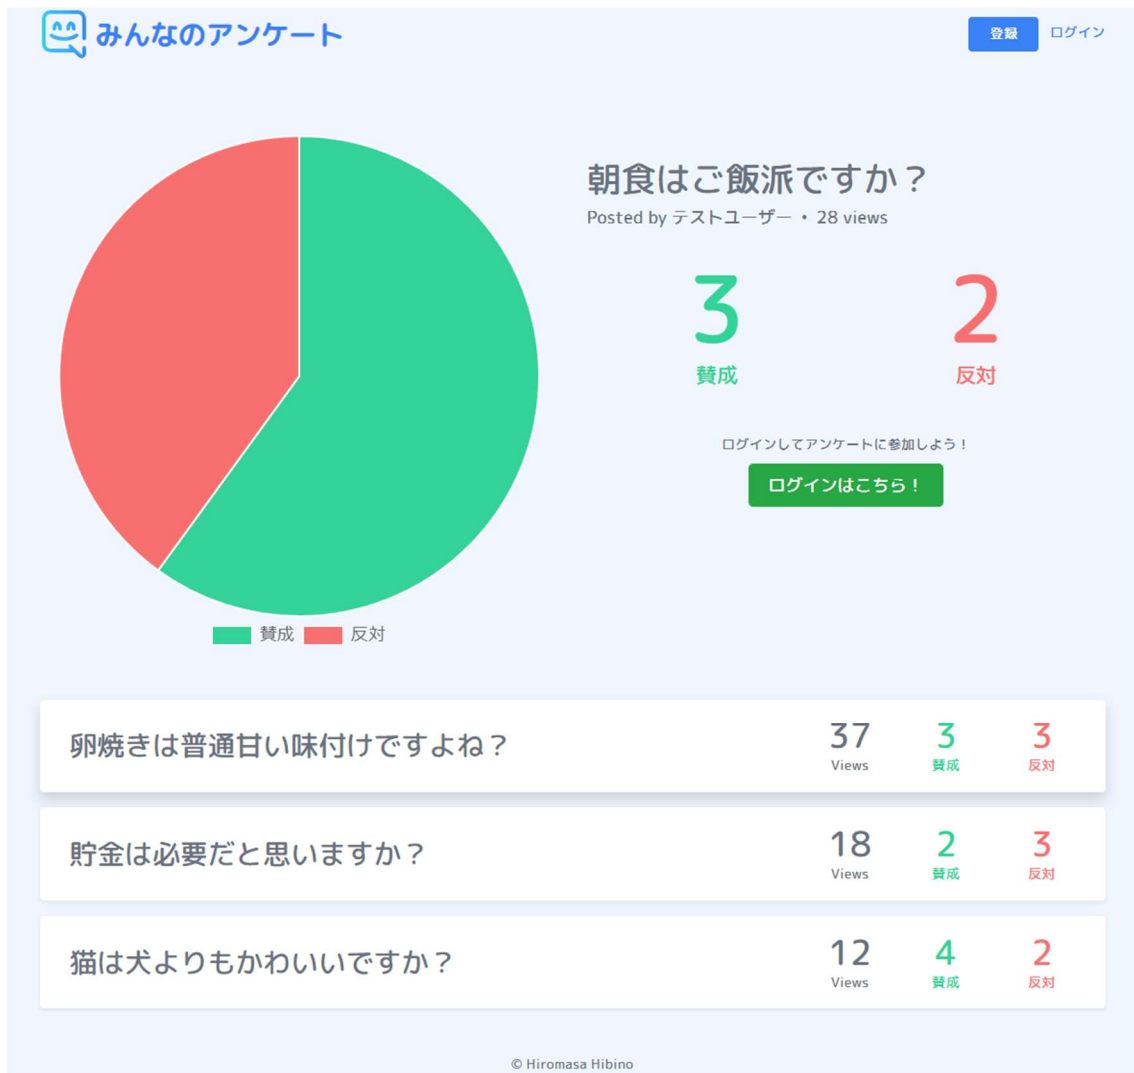 みんなのアンケート
登録 ログイン
朝食はご飯派ですか？
Posted by テストユーザー・28 views
3 2
賛成 反対
ログインしてアンケートに参加しよう！
ログインはこちら！
賛成 反対
卵焼きは普通甘い味付けですよね？ 37 3 3
Views 賛成 反対
貯金は必要だと思いますか？ 18 2 3
Views 賛成 反対
猫は犬よりもかわいいですか？ 12 4 2
Views 賛成 反対
© Hiromasa Hibino